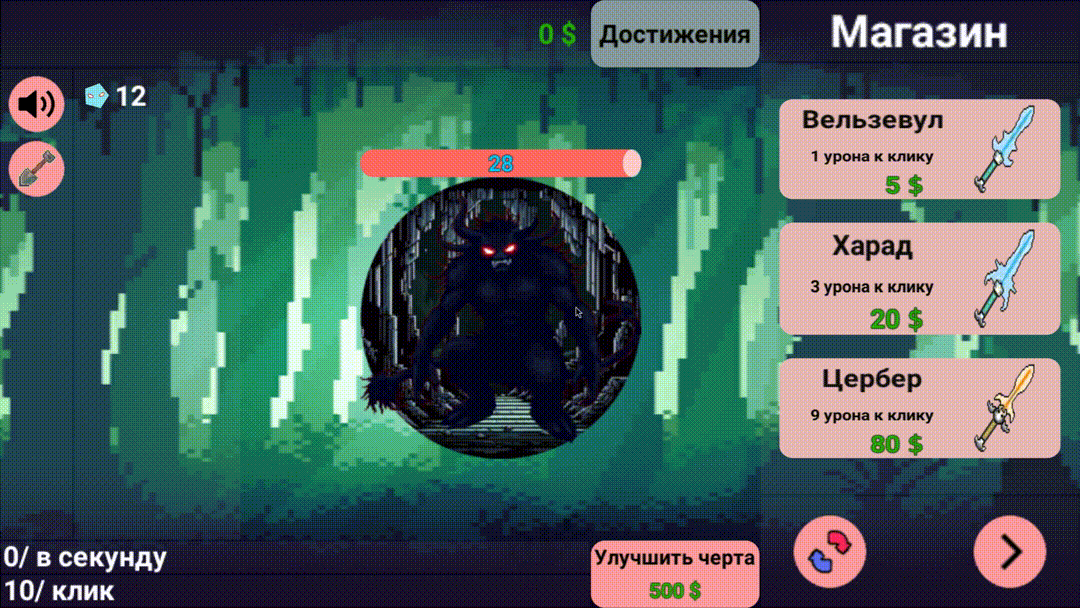 0 $
Достижения
Магазин
12
28
Вельзевул
1 урона к клику
5 $
Харад
3 урона к клику
20 $
Цербер
9 урона к клику
80 $
0/ в секунду
10/ клик
Улучшить черта
500 $